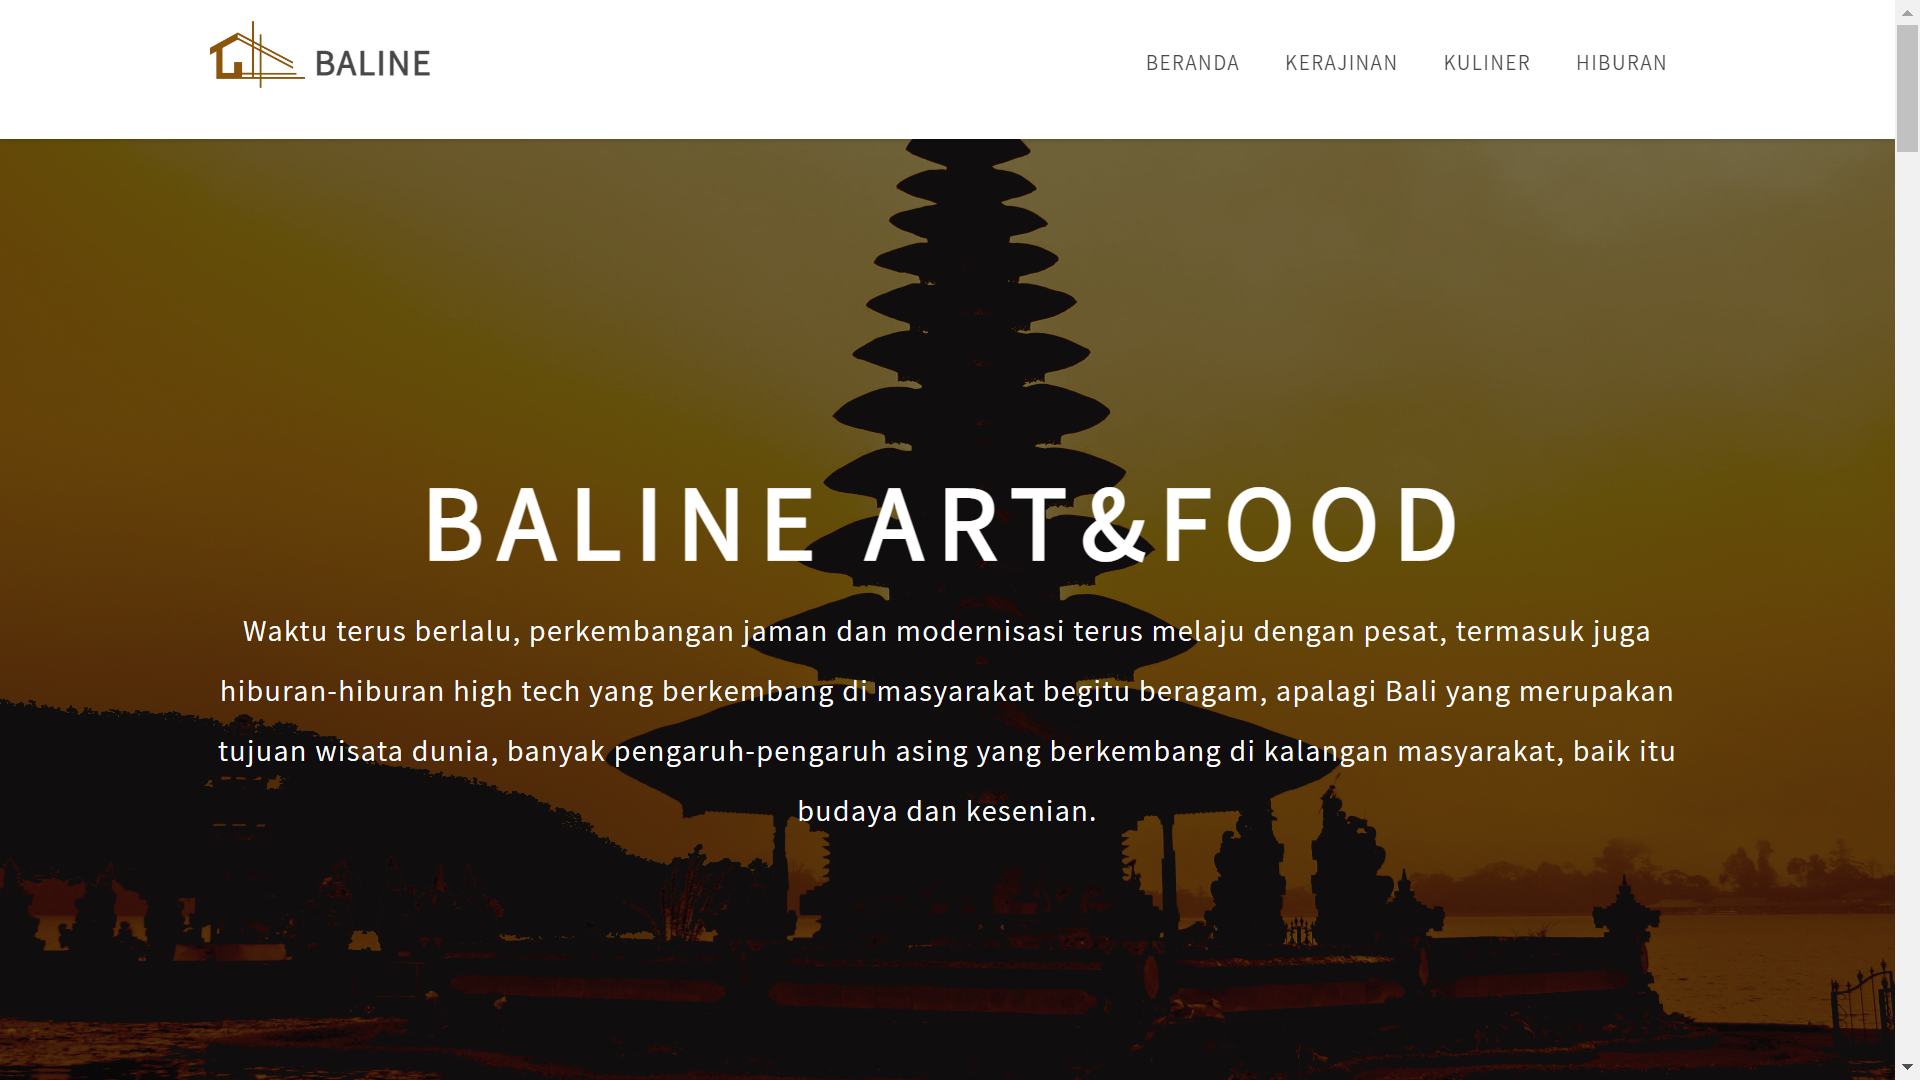 BALINE
BERANDA KERAJINAN KULINER HIBURAN
BALINE ART&FOOD
Waktu terus berlalu, perkembangan jaman dan modernisasi terus melaju dengan pesat, termasuk juga
hiburan-hiburan high tech yang berkembang di masyarakat begitu beragam, apalagi Bali yang merupakan
tujuan wisata dunia, banyak pengaruh-pengaruh asing yang berkembang di kalangan masyarakat, baik itu
budaya dan kesenian.